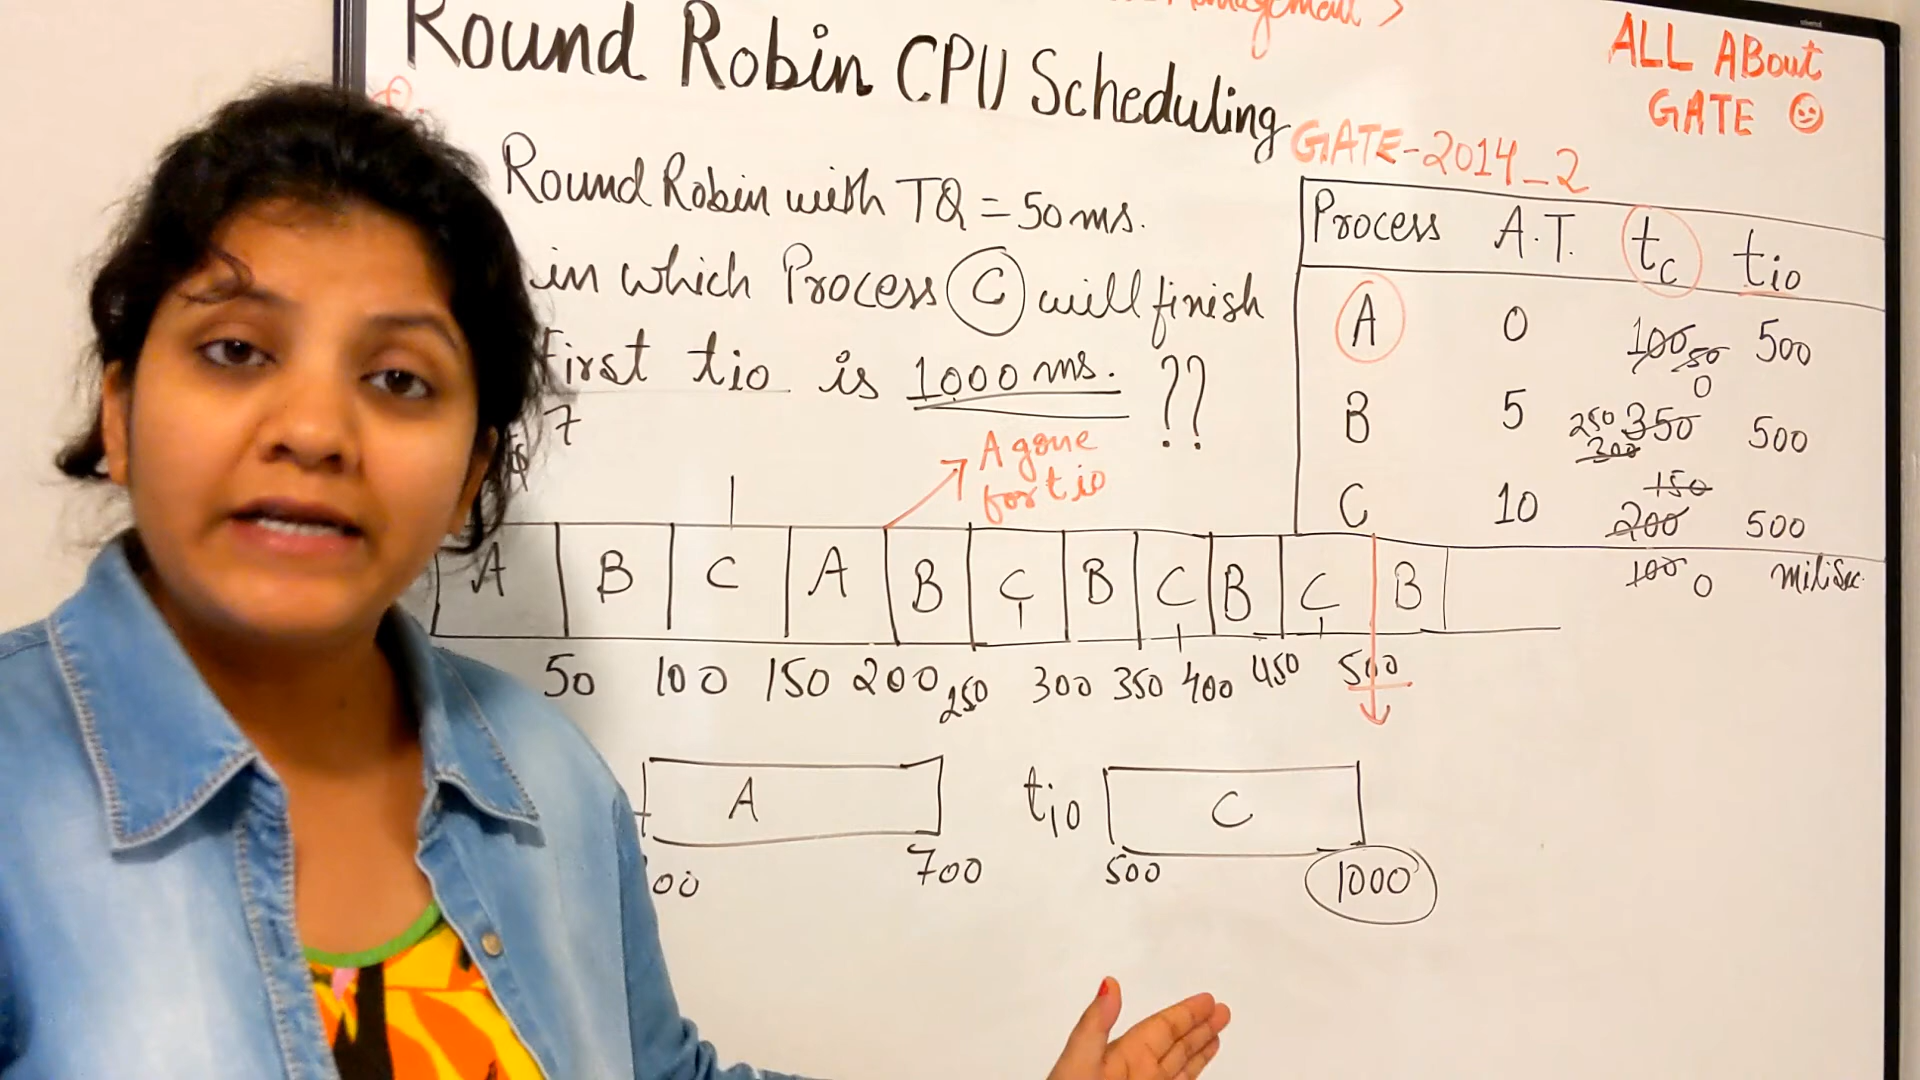 Management >
Round Robin CPU Scheduling
ALL ABout
GATE
GATE-2014_2
Round Robin with TQ = 50 ms.
in which Process C will finish
First tio is 1000 ms. ??
7
Process A.T. tc tio
A 0 100 50 0 500
B 5 350 300 250 500
C 10 200 150 100 0 500
miliSec.
A gone
for tio
A B C A B C B C B C B
50 100 150 200 250 300 350 400 450 500
A
00 700
tio C
500 1000